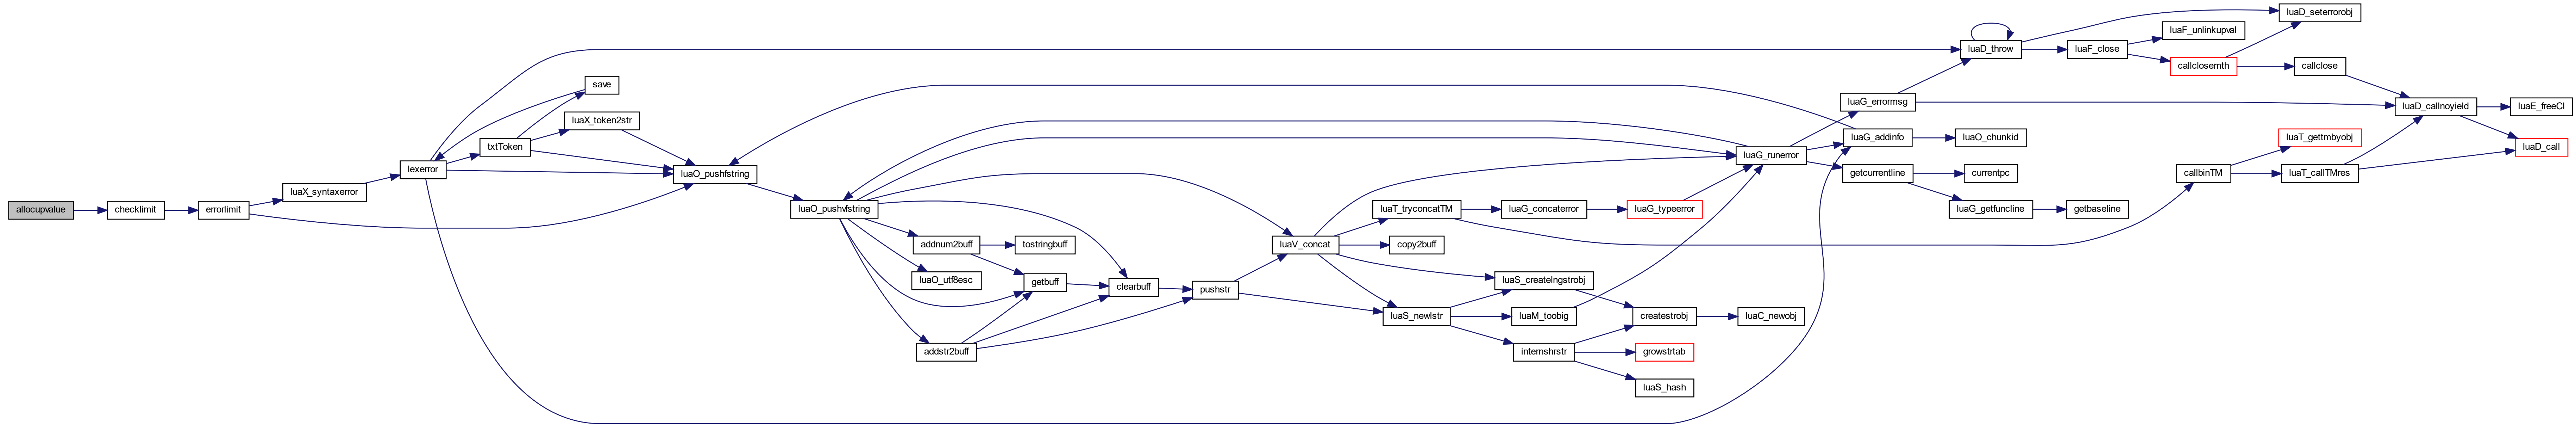 allocupvalue
checklimit
errorlimit
luaX_syntaxerror
lexerror
txtToken
save
luaX_token2str
luaO_pushfstring
luaO_pushvfstring
addnum2buff
tostringbuff
luaO_utf8esc
getbuff
clearbuff
addstr2buff
pushstr
luaV_concat
luaT_tryconcatTM
luaG_concaterror
luaG_typeerror
copy2buff
luaS_createlngstrobj
luaS_newlstr
luaM_toobig
createstrobj
luaC_newobj
internshrstr
growstrtab
luaS_hash
luaG_runerror
luaG_errormsg
luaG_addinfo
luaO_chunkid
getcurrentline
currentpc
luaG_getfuncline
getbaseline
luaD_throw
luaF_close
luaF_unlinkupval
luaD_seterrorobj
callclosemth
callclose
luaD_callnoyield
luaE_freeCI
luaD_call
callbinTM
luaT_gettmbyobj
luaT_callTMres